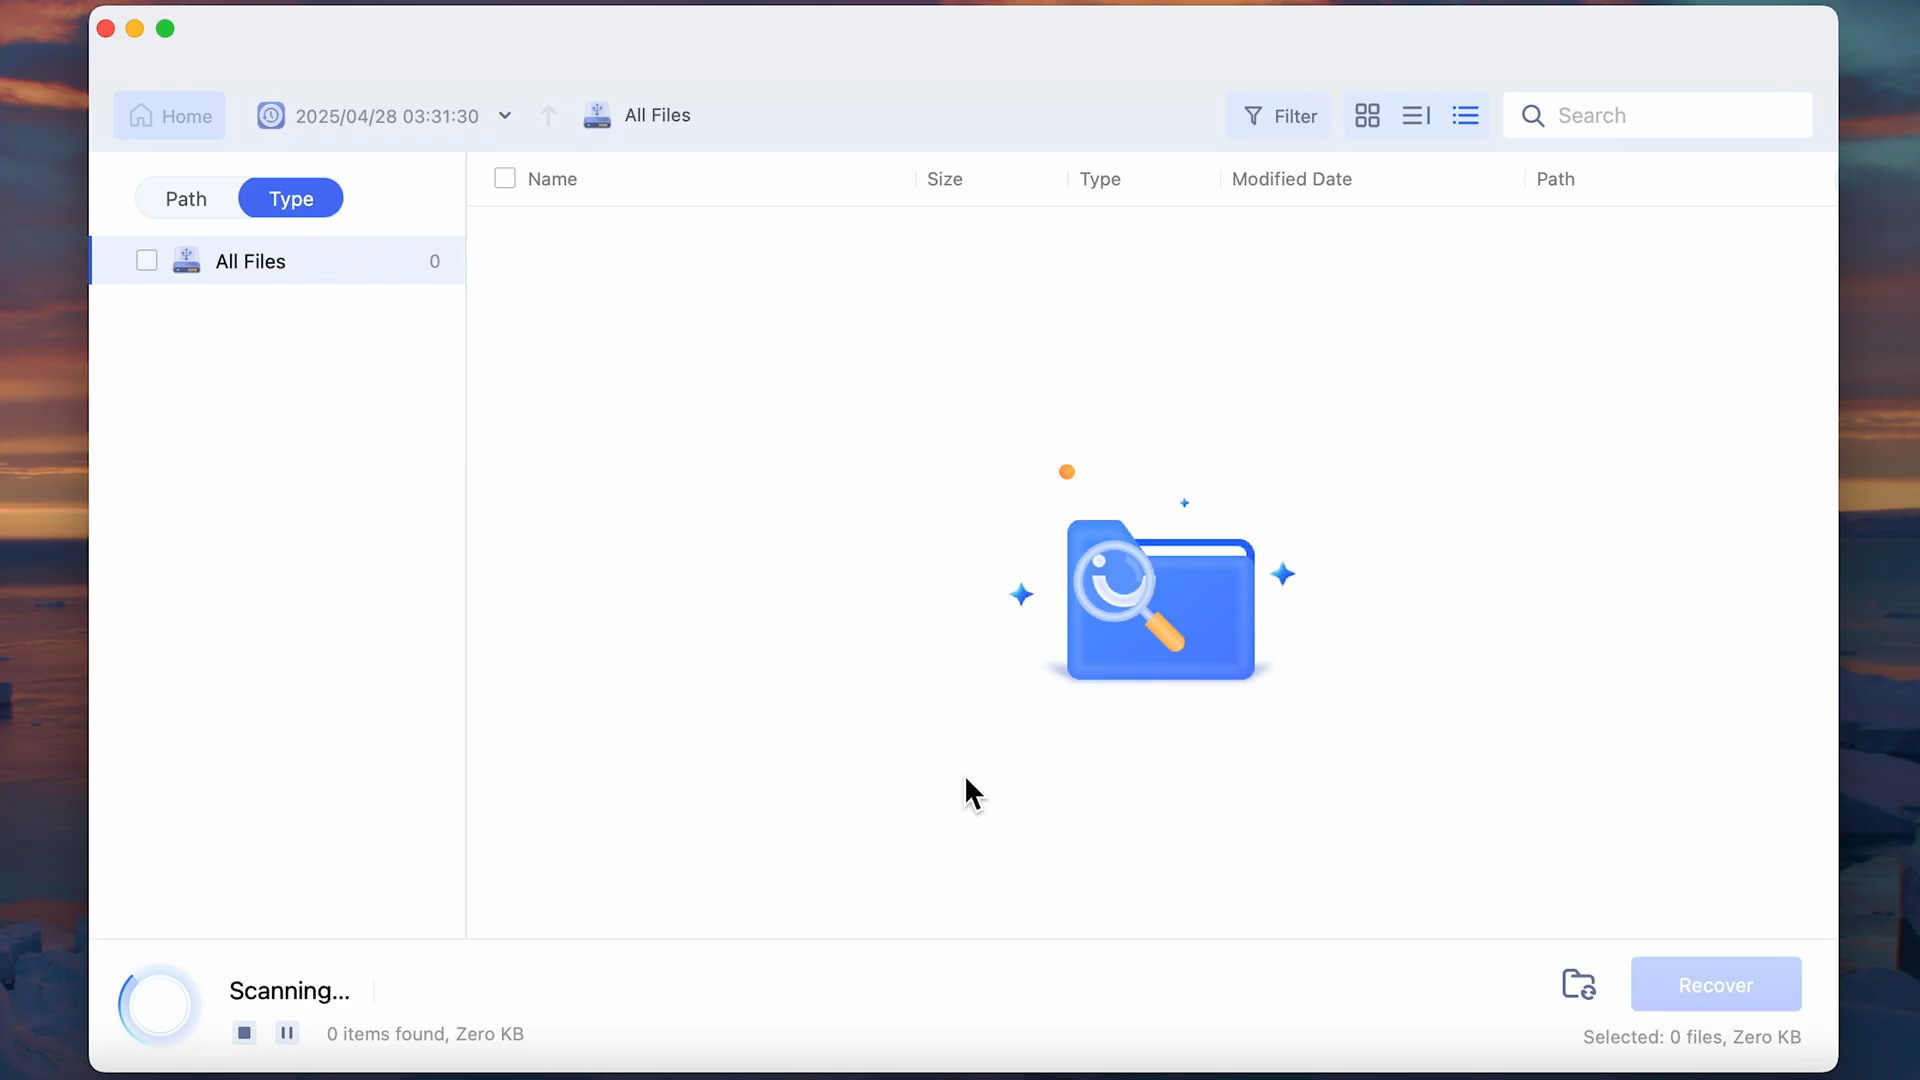 Home
2025/04/28 03:31:30
All Files
Filter
Search
Path
Type
Name
Size
Type
Modified Date
Path
All Files
0
Scanning...
0 items found, Zero KB
Recover
Selected: 0 files, Zero KB